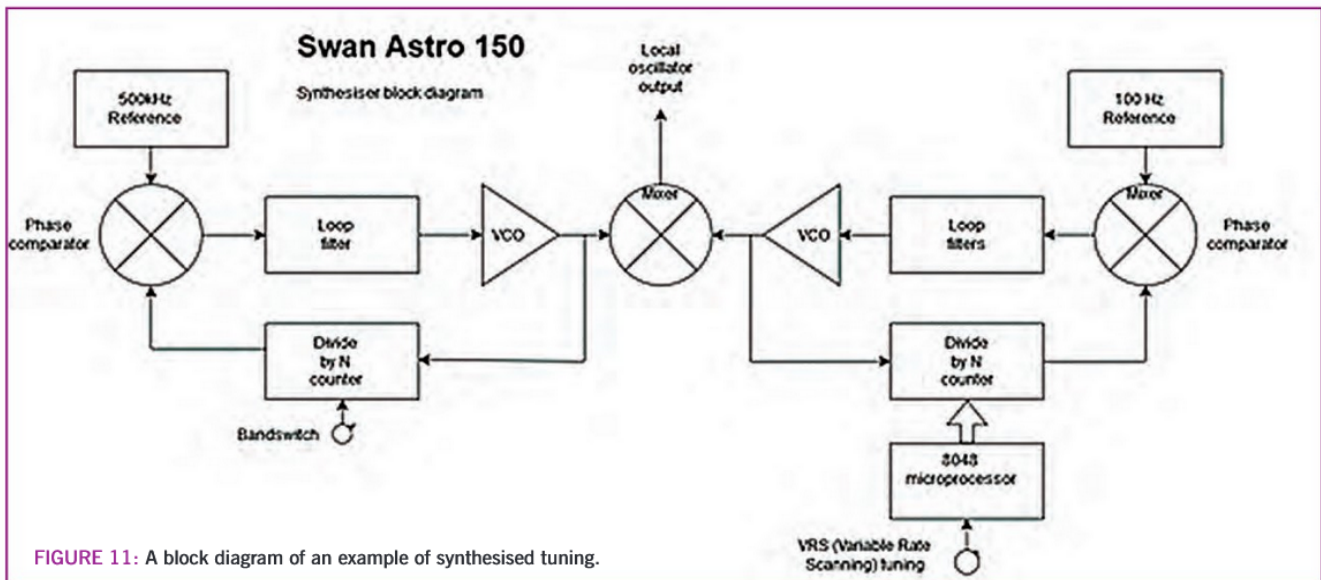 Swan Astro 150
Synthesiser block diagram
500kHz
Reference
Phase
comparator
Loop
filter
VCO
Divide
by N
counter
Bandswitch
Local
oscillator
output
Mixer
VCO
Loop
filters
100 Hz
Reference
Mixer
Phase
comparator
Divide
by N
counter
8048
microprocessor
VRS (Variable Rate
Scanning) tuning
FIGURE 11: A block diagram of an example of synthesised tuning.